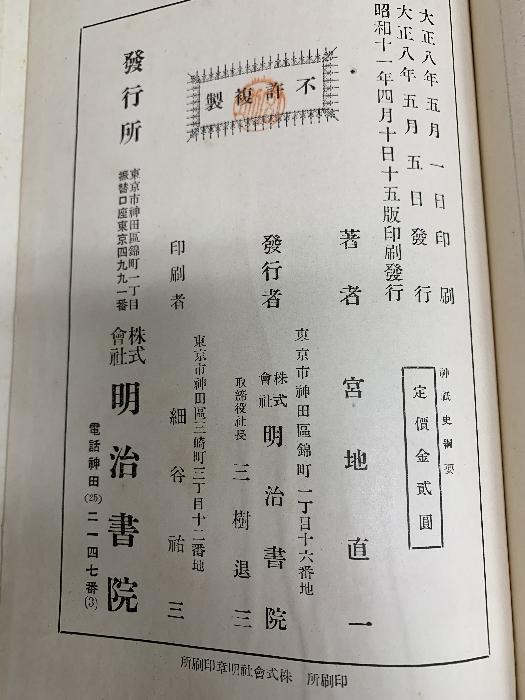 大正八年五月一日印刷
大正八年五月五日發行
昭和十一年四月十日十五版印刷發行
神祇史綱要
定價金貳圓
不許複製
著者 宮地直一
東京市神田區錦町一丁目十六番地
發行者 株式會社 明治書院
取締役社長 三樹退三
東京市神田區三崎町三丁目十二番地
印刷者 細谷祐三
發行所 東京市神田區錦町一丁目
振替口座東京四九九一番
株式會社 明治書院
電話神田(25)二一四七番(3)
印刷所 株式會社明章印刷所